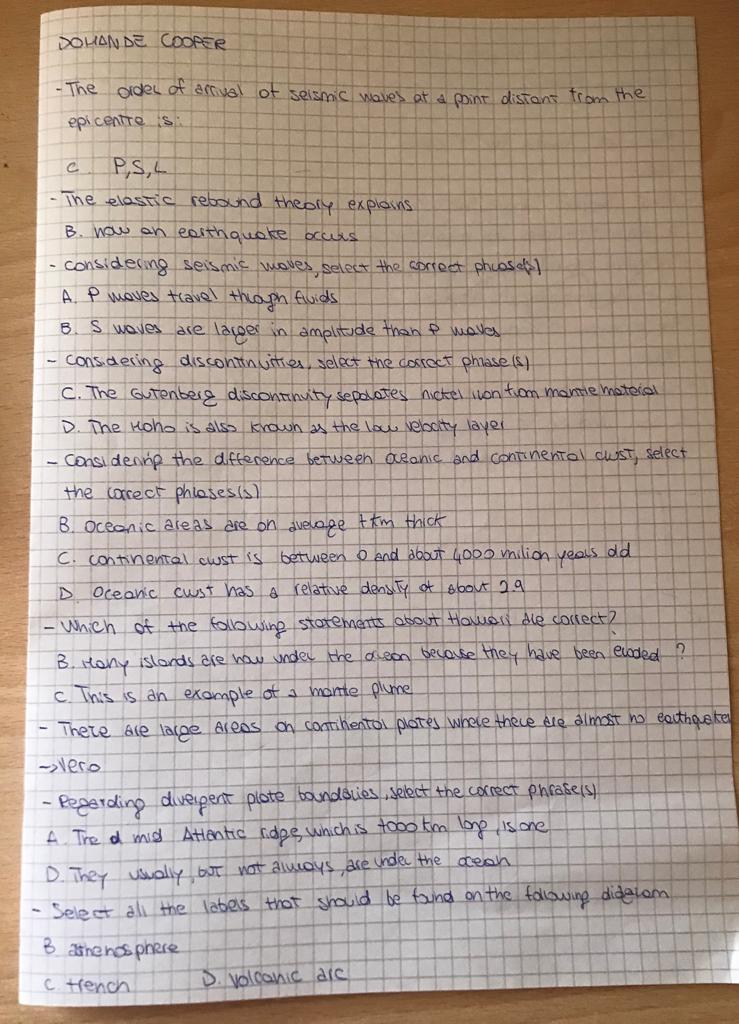 DOMANDE COOPER
- The order of arrival of seismic waves at a point distant from the
epicentre is:
C. P,S,L
- The elastic rebound theory explains
B. how an earthquake occurs
- considering seismic waves, select the correct phrase(s)
A. P waves travel through fluids
B. S waves are larger in amplitude than P waves
- Considering discontinuities, select the correct phrase(s)
C. The Gutenberg discontinuity separates nickel iron from mantle material
D. The Moho is also known as the low velocity layer
- Considering the difference between oceanic and continental crust, select
the correct phrases(s)
B. Oceanic areas are on average 7km thick
C. continental crust is between 0 and about 4000 milion years old
D. Oceanic crust has a relative density of about 2.9
- Which of the following statements about Hawaii are correct?
B. Many islands are now under the ocean because they have been eroded ?
C. This is an example of a mantle plume
- There are large areas on continental plates where there are almost no earthquakes
->Vero
- Regarding divergent plate boundaries, select the correct phrase(s)
A. The mid Atlantic ridge, which is 7000 km long, is one
D. They usually, but not always, are under the ocean
- Select all the labels that should be found on the following diagram
B asthenosphere
C. trench D. volcanic arc